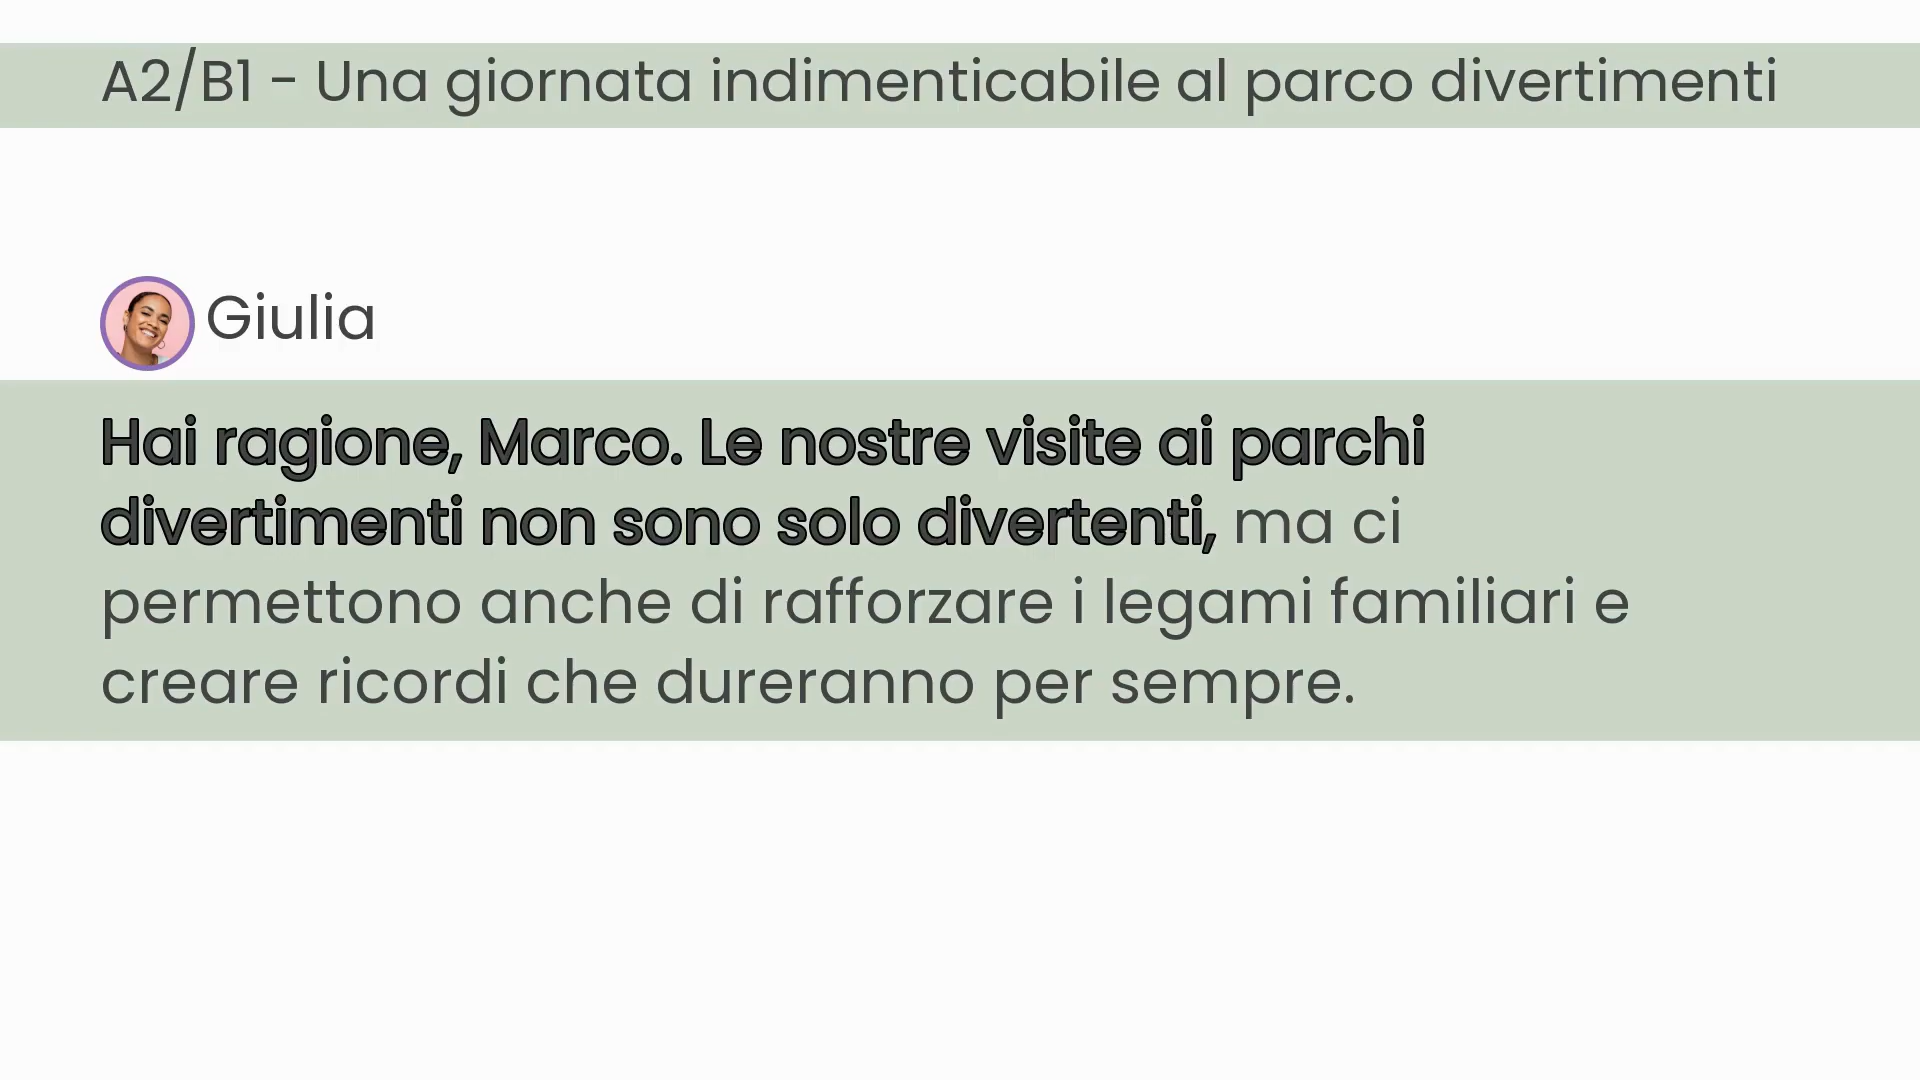 A2/B1 - Una giornata indimenticabile al parco divertimenti
Giulia
Hai ragione, Marco. Le nostre visite ai parchi
divertimenti non sono solo divertenti, ma ci
permettono anche di rafforzare i legami familiari e
creare ricordi che dureranno per sempre.